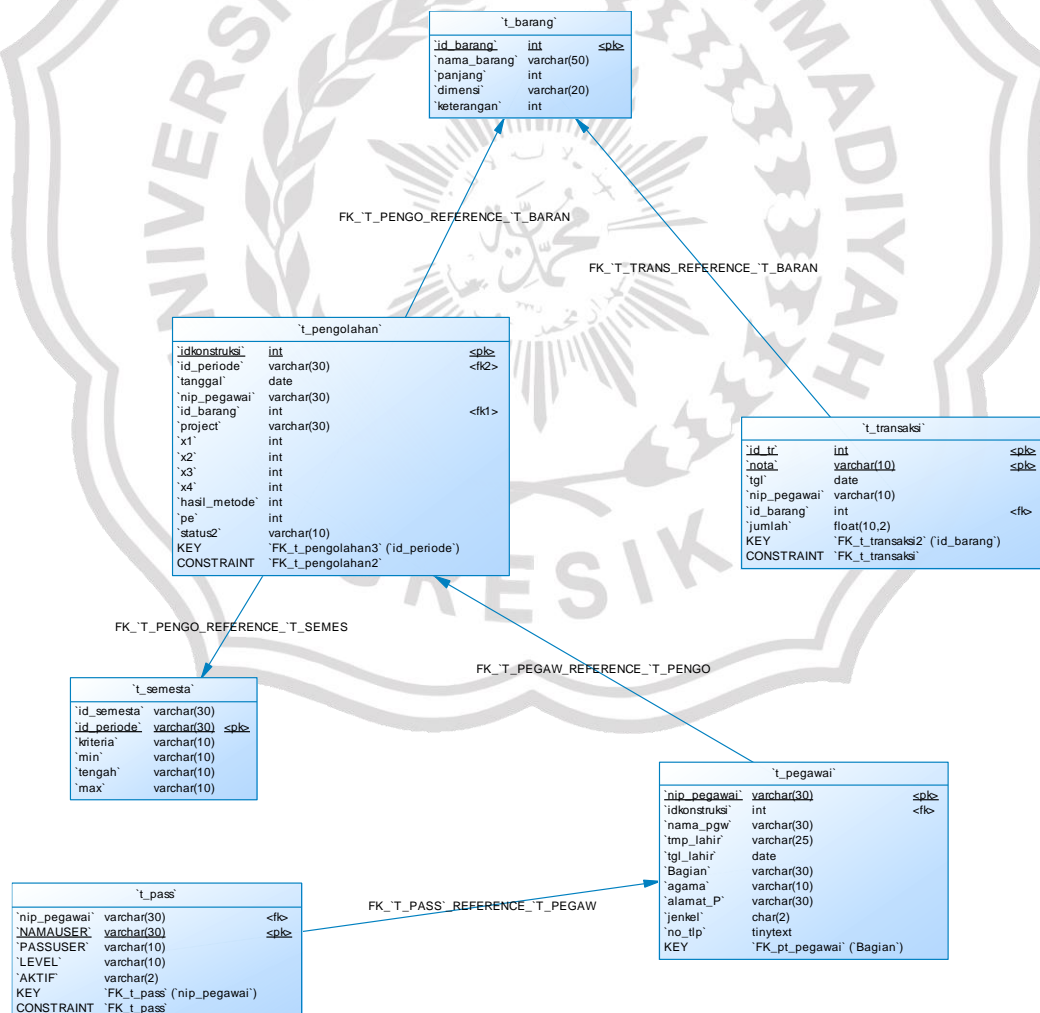 `t_barang`
`id_barang` int <pk>
`nama_barang` varchar(50)
`panjang` int
`dimensi` varchar(20)
`keterangan` int
FK_`T_PENGO_REFERENCE_`T_BARAN
FK_`T_TRANS_REFERENCE_`T_BARAN
`t_pengolahan`
`idkonstruksi` int <pk>
`id_periode` varchar(30) <fk2>
`tanggal` date
`nip_pegawai` varchar(30)
`id_barang` int <fk1>
`project` varchar(30)
`x1` int
`x2` int
`x3` int
`x4` int
`hasil_metode` int
`pe` int
`status2` varchar(10)
KEY `FK_t_pengolahan3` (`id_periode`)
CONSTRAINT `FK_t_pengolahan2`
`t_transaksi`
`id_tr` int <pk>
`nota` varchar(10) <pk>
`tgl` date
`nip_pegawai` varchar(10)
`id_barang` int <fk>
`jumlah` float(10,2)
KEY `FK_t_transaksi2` (`id_barang`)
CONSTRAINT `FK_t_transaksi`
FK_`T_PENGO_REFERENCE_`T_SEMES
FK_`T_PEGAW_REFERENCE_`T_PENGO
`t_semesta`
`id_semesta` varchar(30)
`id_periode` varchar(30) <pk>
`kriteria` varchar(10)
`min` varchar(10)
`tengah` varchar(10)
`max` varchar(10)
`t_pegawai`
`nip_pegawai` varchar(30) <pk>
`idkonstruksi` int <fk>
`nama_pgw` varchar(30)
`tmp_lahir` varchar(25)
`tgl_lahir` date
`Bagian` varchar(30)
`agama` varchar(10)
`alamat_P` varchar(30)
`jenkel` char(2)
`no_tlp` tinytext
KEY `FK_pt_pegawai` (`Bagian`)
FK_`T_PASS`_REFERENCE_`T_PEGAW
`t_pass`
`nip_pegawai` varchar(30) <fk>
`NAMAUSER` varchar(30) <pk>
`PASSUSER` varchar(10)
`LEVEL` varchar(10)
`AKTIF` varchar(2)
KEY `FK_t_pass` (`nip_pegawai`)
CONSTRAINT `FK_t_pass`